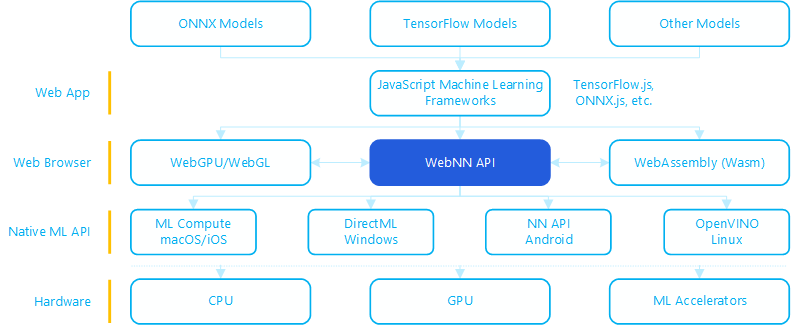 ONNX Models
TensorFlow Models
Other Models
Web App
JavaScript Machine Learning
Frameworks
TensorFlow.js,
ONNX.js, etc.
Web Browser
WebGPU/WebGL
WebNN API
WebAssembly (Wasm)
Native ML API
ML Compute
macOS/iOS
DirectML
Windows
NN API
Android
OpenVINO
Linux
Hardware
CPU
GPU
ML Accelerators